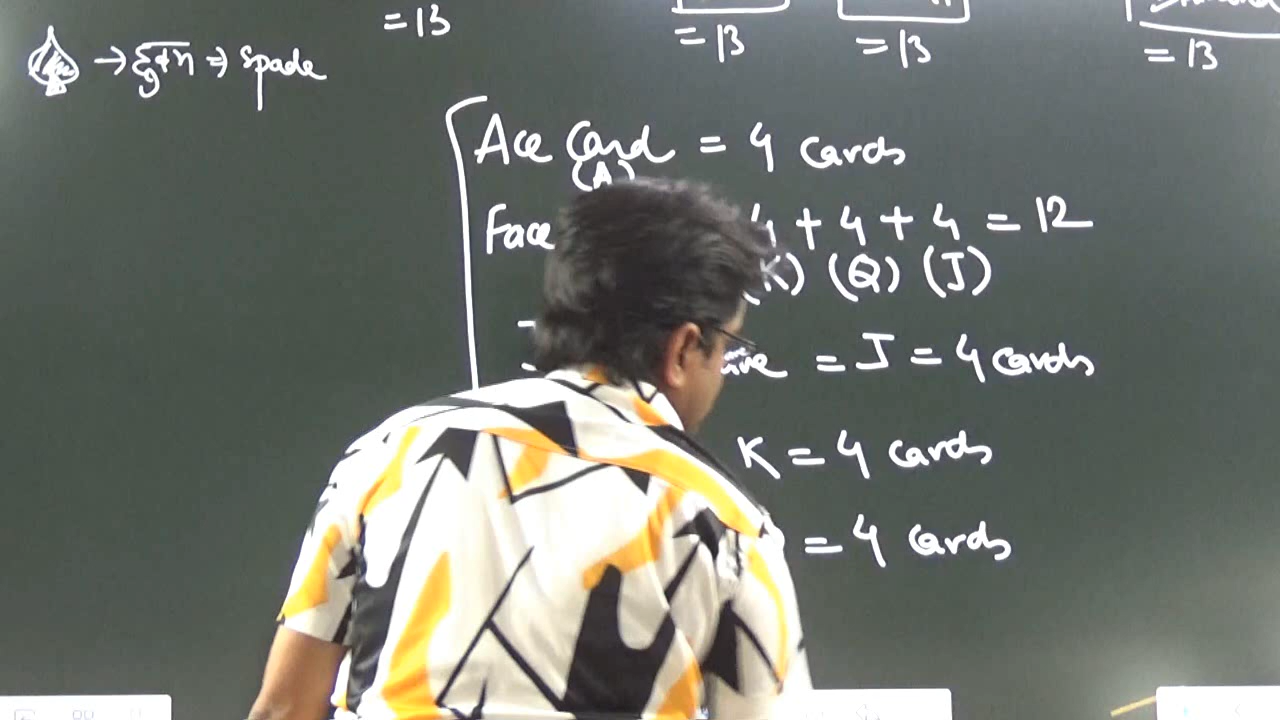 = 13
= 13
= 13
= 13
→ हुकुम ⇒ Spade
Ace Card = 4 cards
(A)
Face 4 + 4 + 4 = 12
(K) (Q) (J)
= J = 4 cards
K = 4 cards
= 4 cards